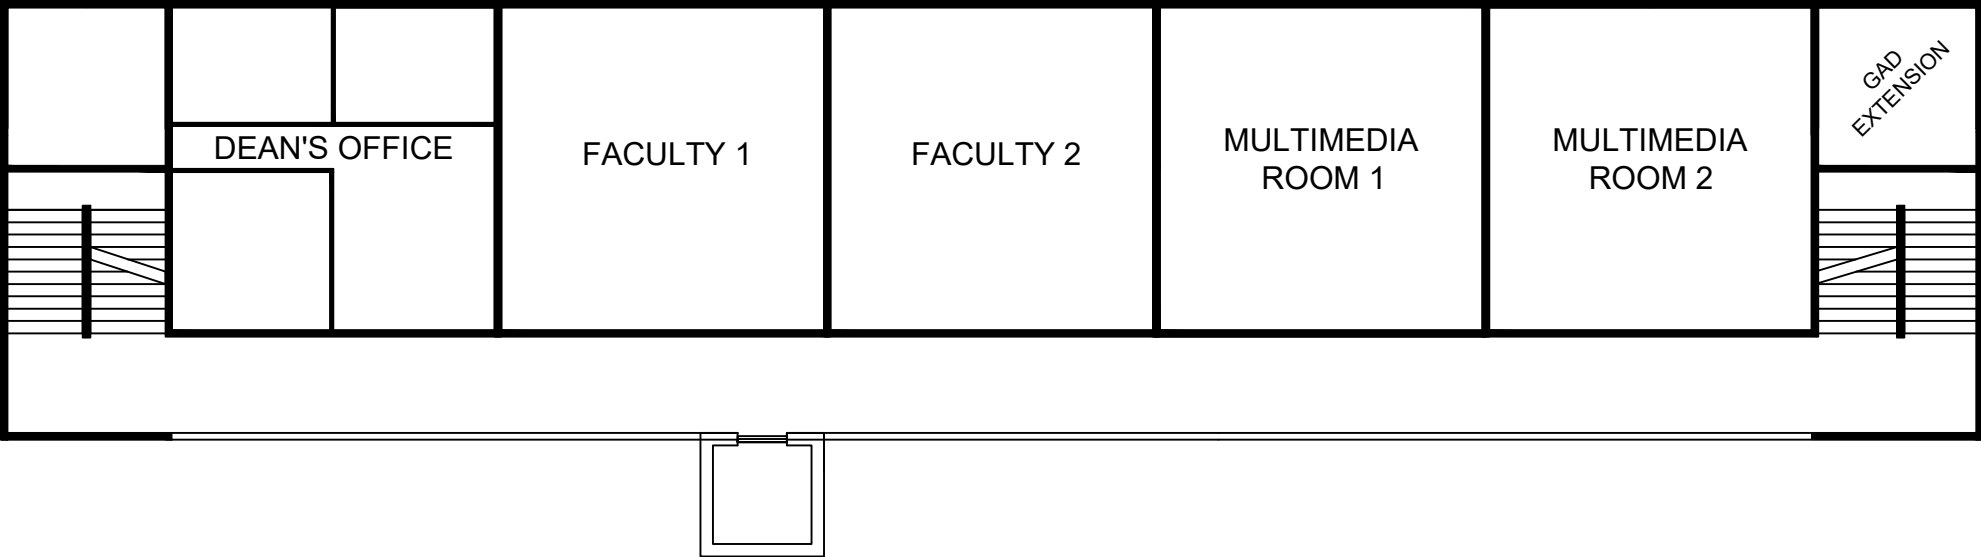 DEAN'S OFFICE
FACULTY 1
FACULTY 2
MULTIMEDIA
ROOM 1
MULTIMEDIA
ROOM 2
GAD
EXTENSION